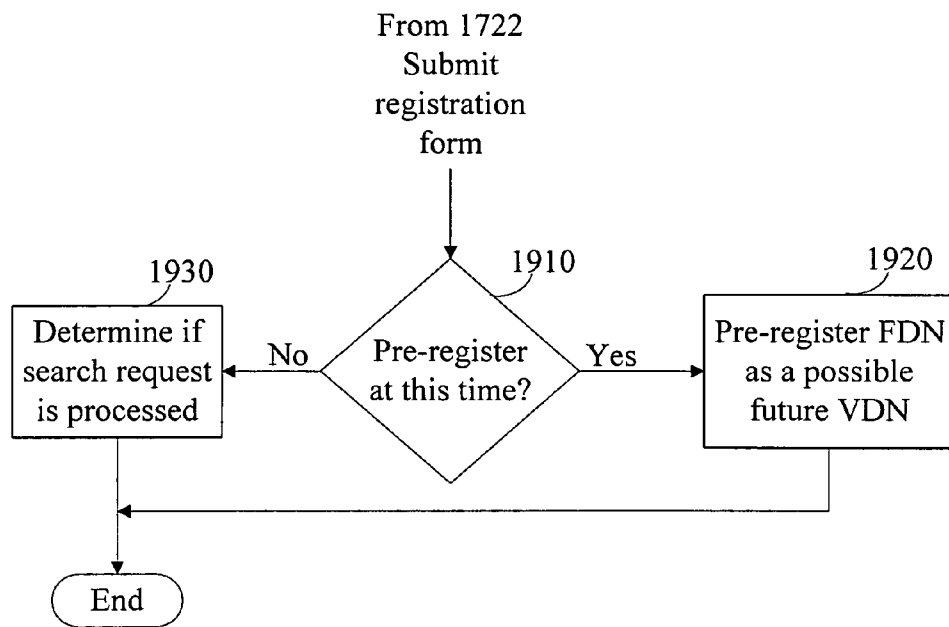 From 1722
Submit
registration
form
1930
1910
1920
Determine if
search request
is processed
No
Pre-register
at this time?
Yes
Pre-register FDN
as a possible
future VDN
End